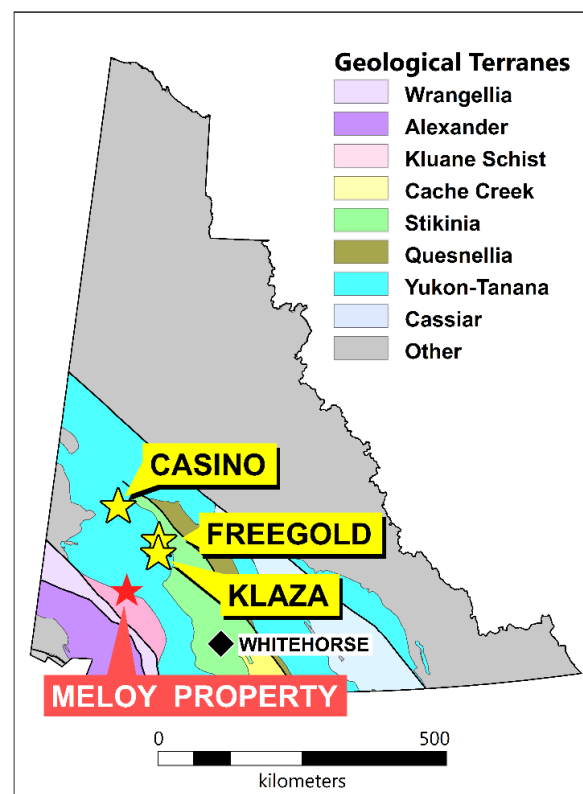 Geological Terranes
Wrangellia
Alexander
Kluane Schist
Cache Creek
Stikinia
Quesnellia
Yukon-Tanana
Cassiar
Other
CASINO
FREEGOLD
KLAZA
WHITEHORSE
MELOY PROPERTY
0 500
kilometers